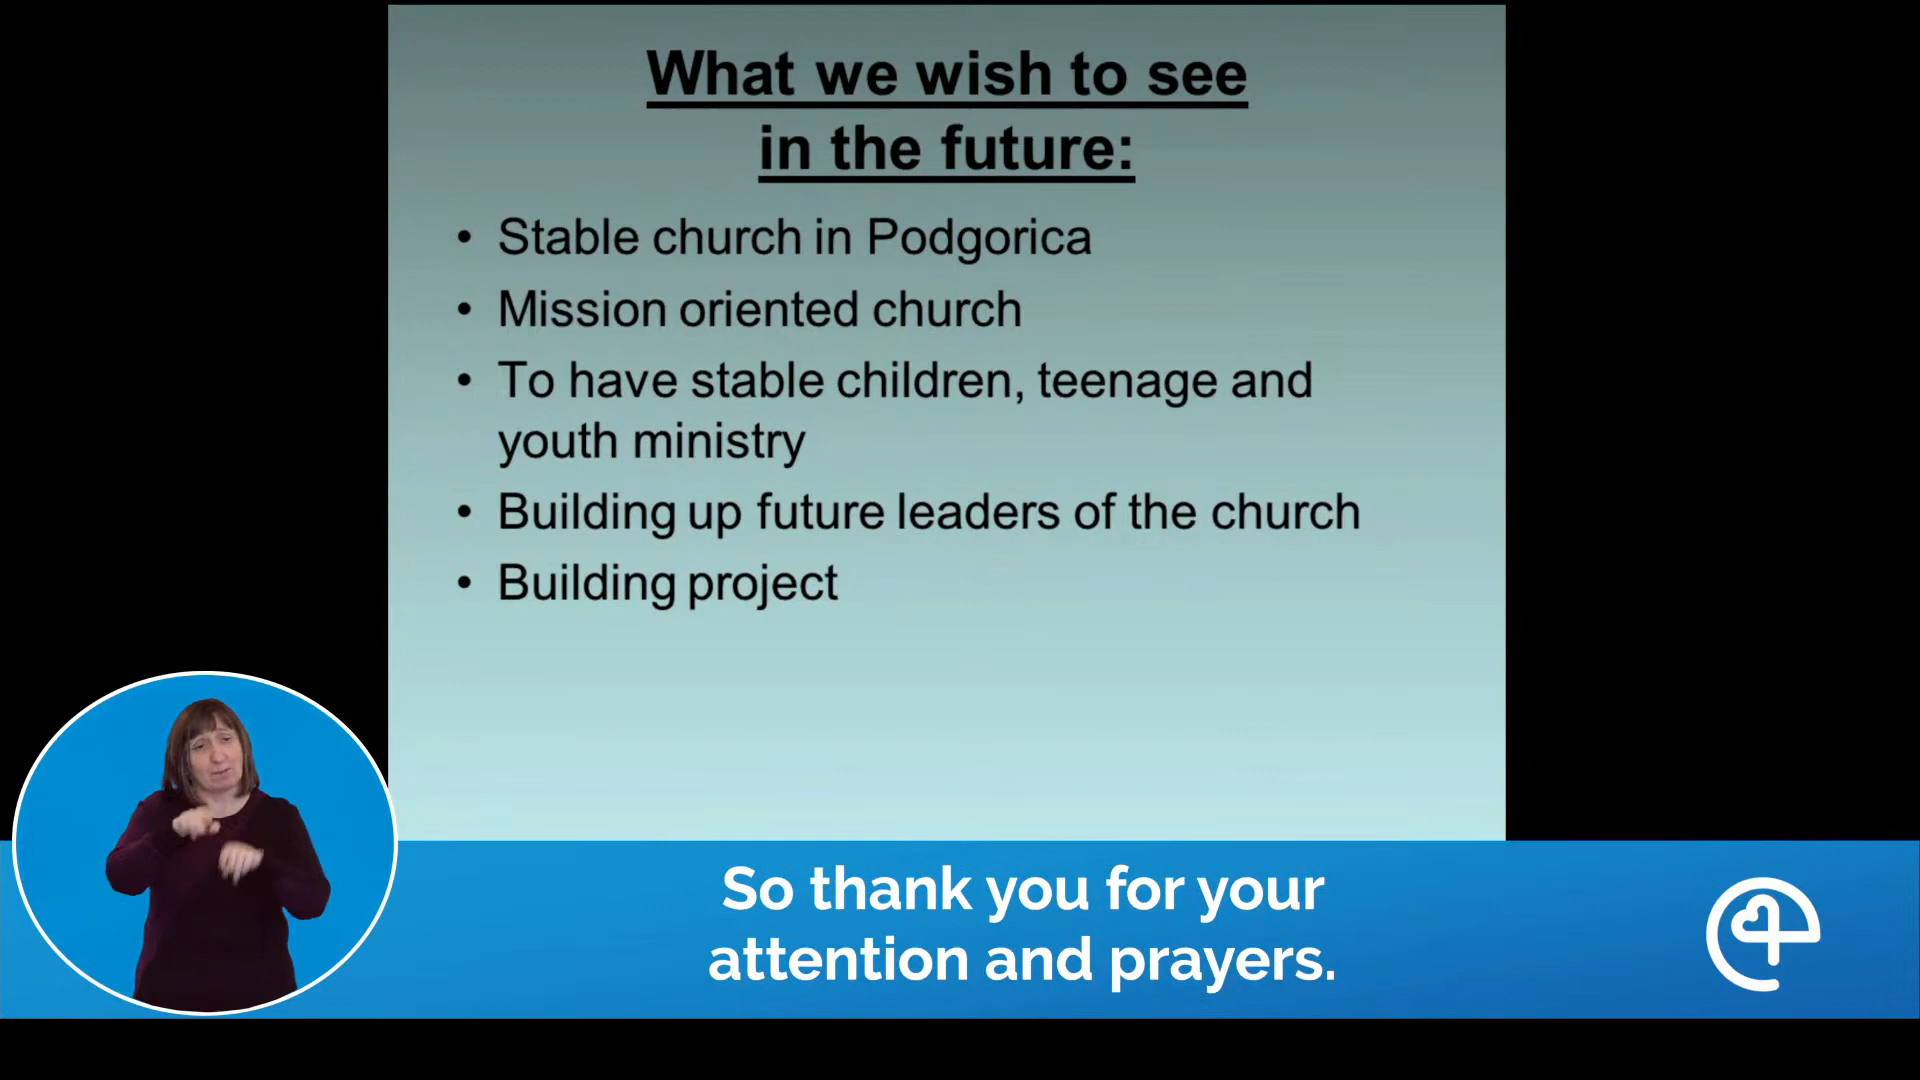 What we wish to see
in the future:
• Stable church in Podgorica
• Mission oriented church
• To have stable children, teenage and
youth ministry
• Building up future leaders of the church
• Building project
So thank you for your
attention and prayers.